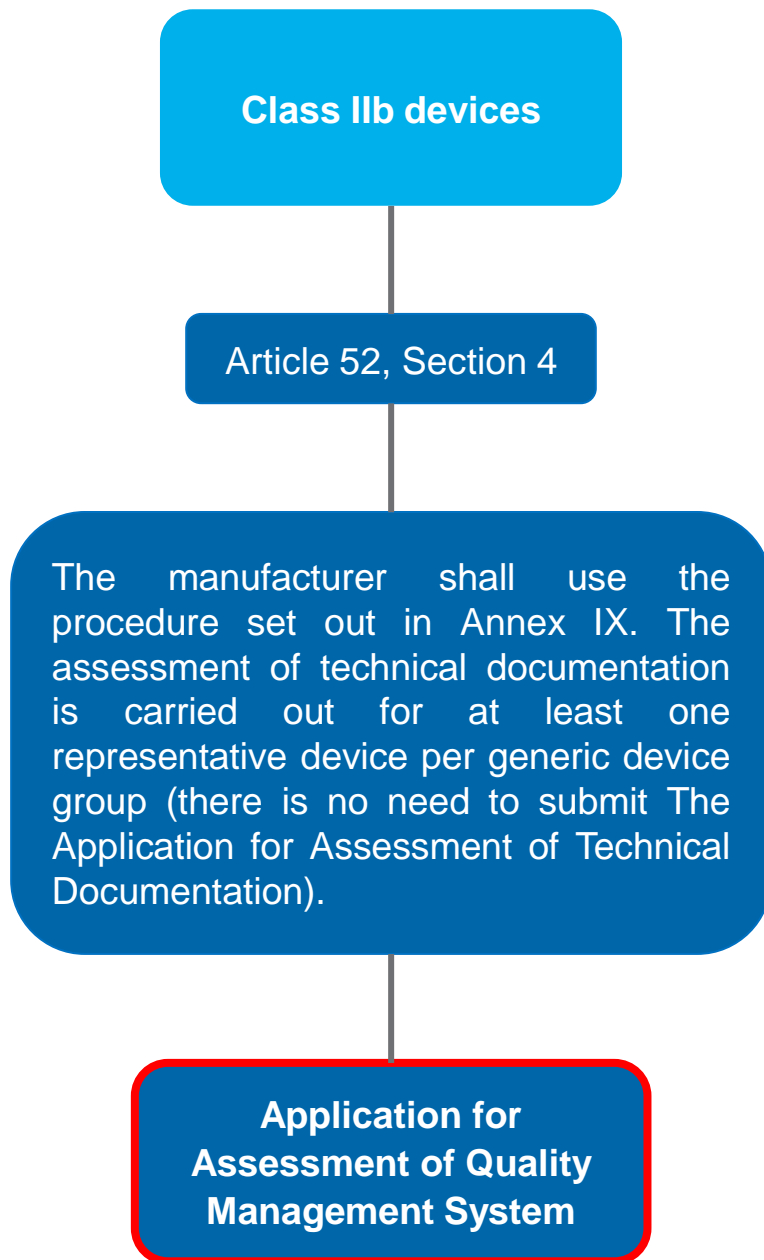 Class IIb devices
Article 52, Section 4
The manufacturer shall use the
procedure set out in Annex IX. The
assessment of technical documentation
is carried out for at least one
representative device per generic device
group (there is no need to submit The
Application for Assessment of Technical
Documentation).
Application for
Assessment of Quality
Management System